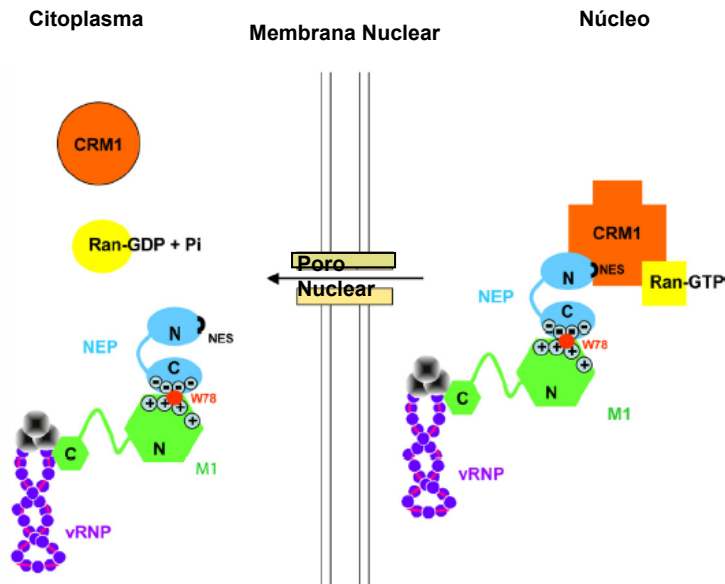 Citoplasma
Membrana Nuclear
Núcleo
CRM1
Ran-GDP + Pi
N
NES
NEP
C
- - - -
W78
+ + + +
C
N
M1
vRNP
Poro
Nuclear
CRM1
N
NES
Ran-GTP
NEP
C
- - - -
W78
+ + + +
C
N
M1
vRNP